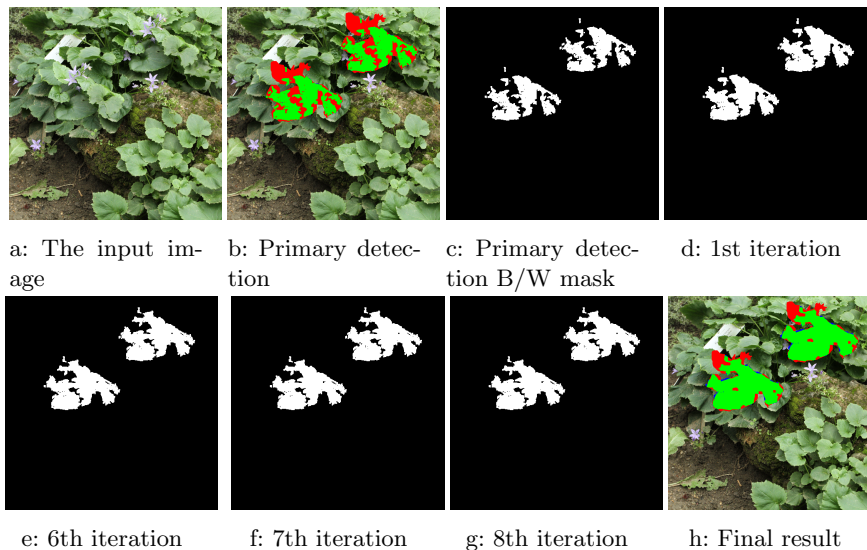 a: The input im-
age
b: Primary detec-
tion
c: Primary detec-
tion B/W mask
d: 1st iteration
e: 6th iteration
f: 7th iteration
g: 8th iteration
h: Final result